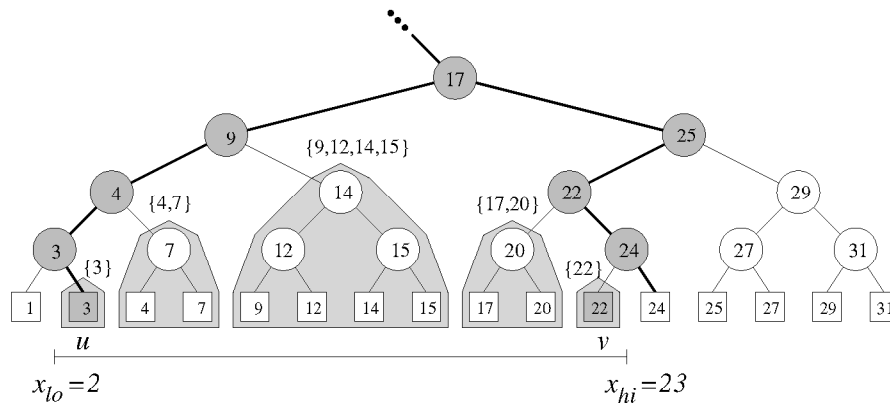 17
9 25
{9,12,14,15}
4 {4,7} 14 {17,20} 22 29
3 {3} 7 12 15 20 {22} 24 27 31
1 3 4 7 9 12 14 15 17 20 22 24 25 27 29 31
u v
x_lo =2 x_hi =23